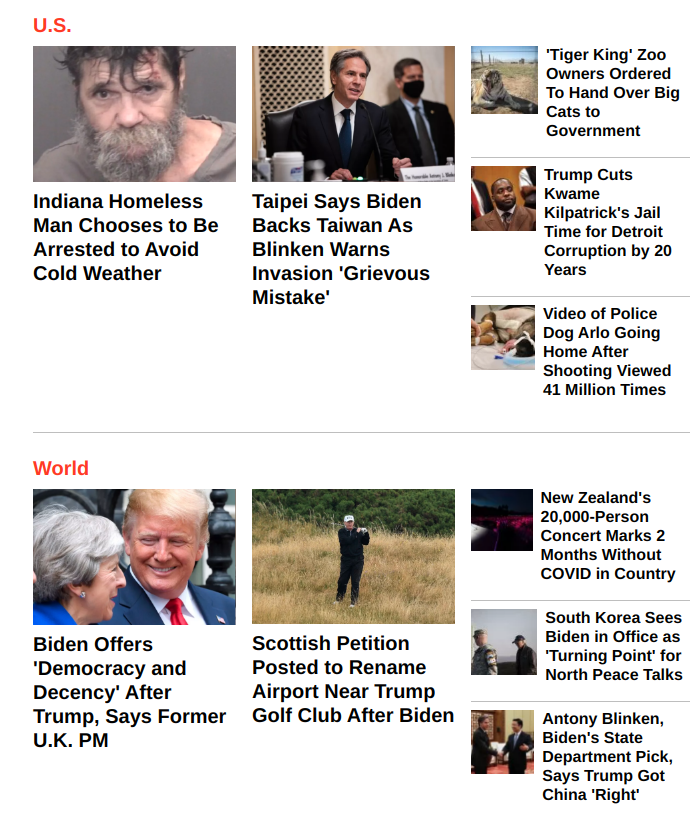 U.S.
Indiana Homeless
Man Chooses to Be
Arrested to Avoid
Cold Weather
Taipei Says Biden
Backs Taiwan As
Blinken Warns
Invasion 'Grievous
Mistake'
'Tiger King' Zoo
Owners Ordered
To Hand Over Big
Cats to
Government
Trump Cuts
Kwame
Kilpatrick's Jail
Time for Detroit
Corruption by 20
Years
Video of Police
Dog Arlo Going
Home After
Shooting Viewed
41 Million Times
World
Biden Offers
'Democracy and
Decency' After
Trump, Says Former
U.K. PM
Scottish Petition
Posted to Rename
Airport Near Trump
Golf Club After Biden
New Zealand's
20,000-Person
Concert Marks 2
Months Without
COVID in Country
South Korea Sees
Biden in Office as
'Turning Point' for
North Peace Talks
Antony Blinken,
Biden's State
Department Pick,
Says Trump Got
China 'Right'